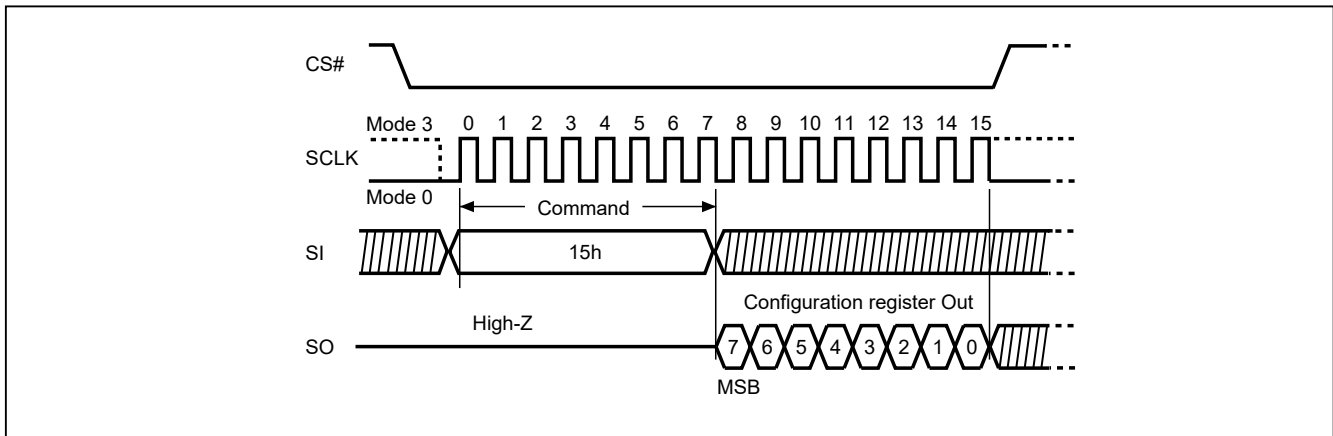 CS#
Mode 3 0 1 2 3 4 5 6 7 8 9 10 11 12 13 14 15
SCLK
Mode 0
Command
SI 15h
Configuration register Out
High-Z
SO 7 6 5 4 3 2 1 0
MSB